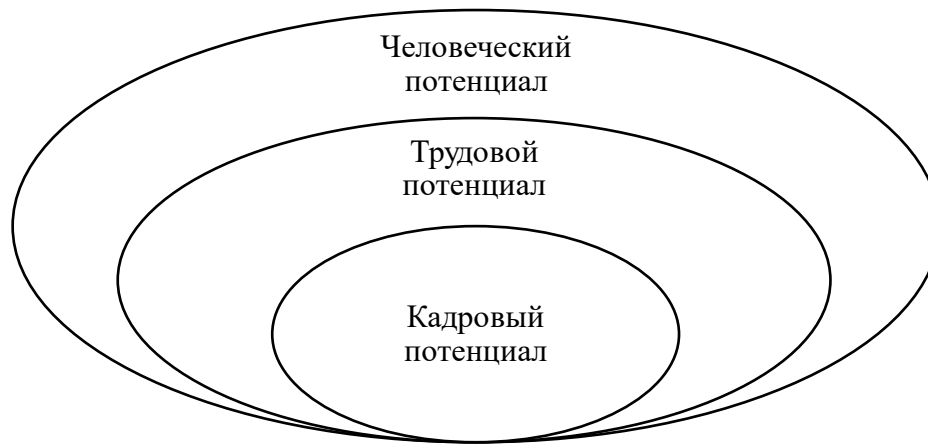 Человеческий
потенциал
Трудовой
потенциал
Кадровый
потенциал